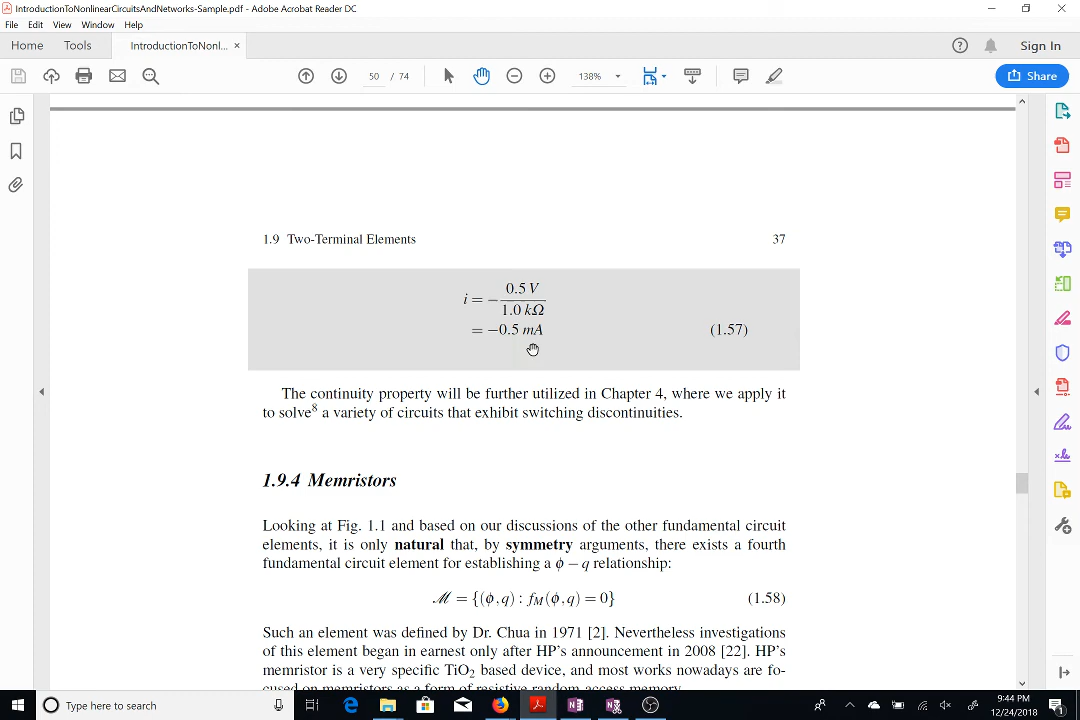 IntroductionToNonlinearCircuitsAndNetworks-Sample.pdf - Adobe Acrobat Reader DC
File Edit View Window Help
Home Tools IntroductionToNonl... × Sign In
50 / 74 138% Share
1.9 Two-Terminal Elements 37
i = − 0.5 V / 1.0 kΩ
= −0.5 mA (1.57)
The continuity property will be further utilized in Chapter 4, where we apply it
to solve⁸ a variety of circuits that exhibit switching discontinuities.
1.9.4 Memristors
Looking at Fig. 1.1 and based on our discussions of the other fundamental circuit
elements, it is only natural that, by symmetry arguments, there exists a fourth
fundamental circuit element for establishing a ϕ − q relationship:
ℳ = {(ϕ,q) : f_M(ϕ,q) = 0} (1.58)
Such an element was defined by Dr. Chua in 1971 [2]. Nevertheless investigations
of this element began in earnest only after HP's announcement in 2008 [22]. HP's
memristor is a very specific TiO₂ based device, and most works nowadays are fo-
cused on memristors as a form of resistive random access memory.
Type here to search
9:44 PM
12/24/2018
1